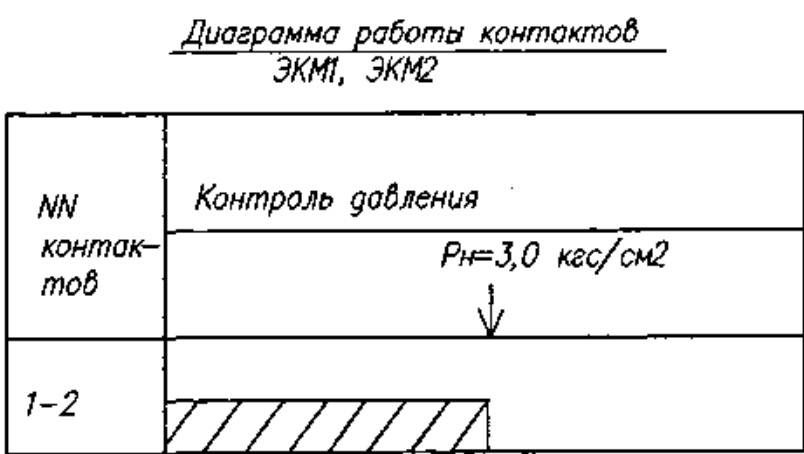 Диаграмма работы контактов
ЭКМ1, ЭКМ2
NN
контак-
тов
Контроль давления
Рн=3,0 кгс/см2
1-2